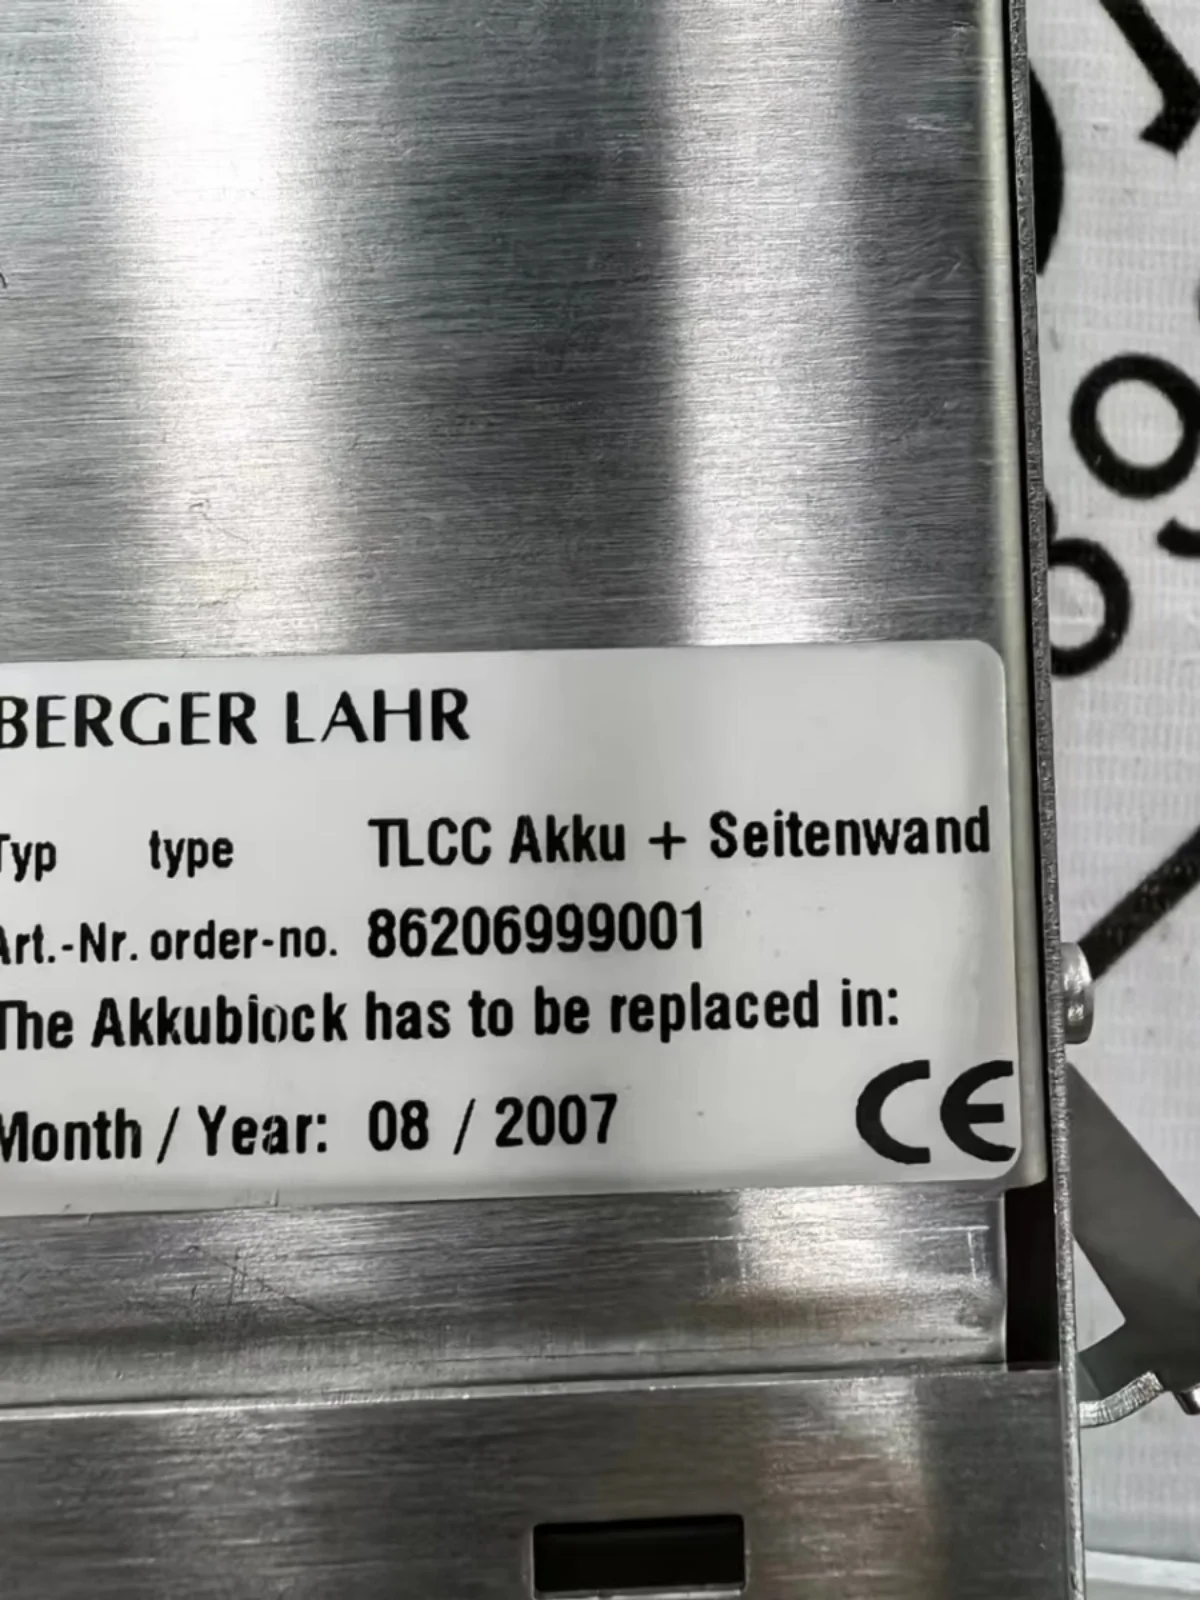 BERGER LAHR
Typ type TLCC Akku + Seitenwand
Art.-Nr. order-no. 86206999001
The Akkublock has to be replaced in:
Month / Year: 08 / 2007
CE